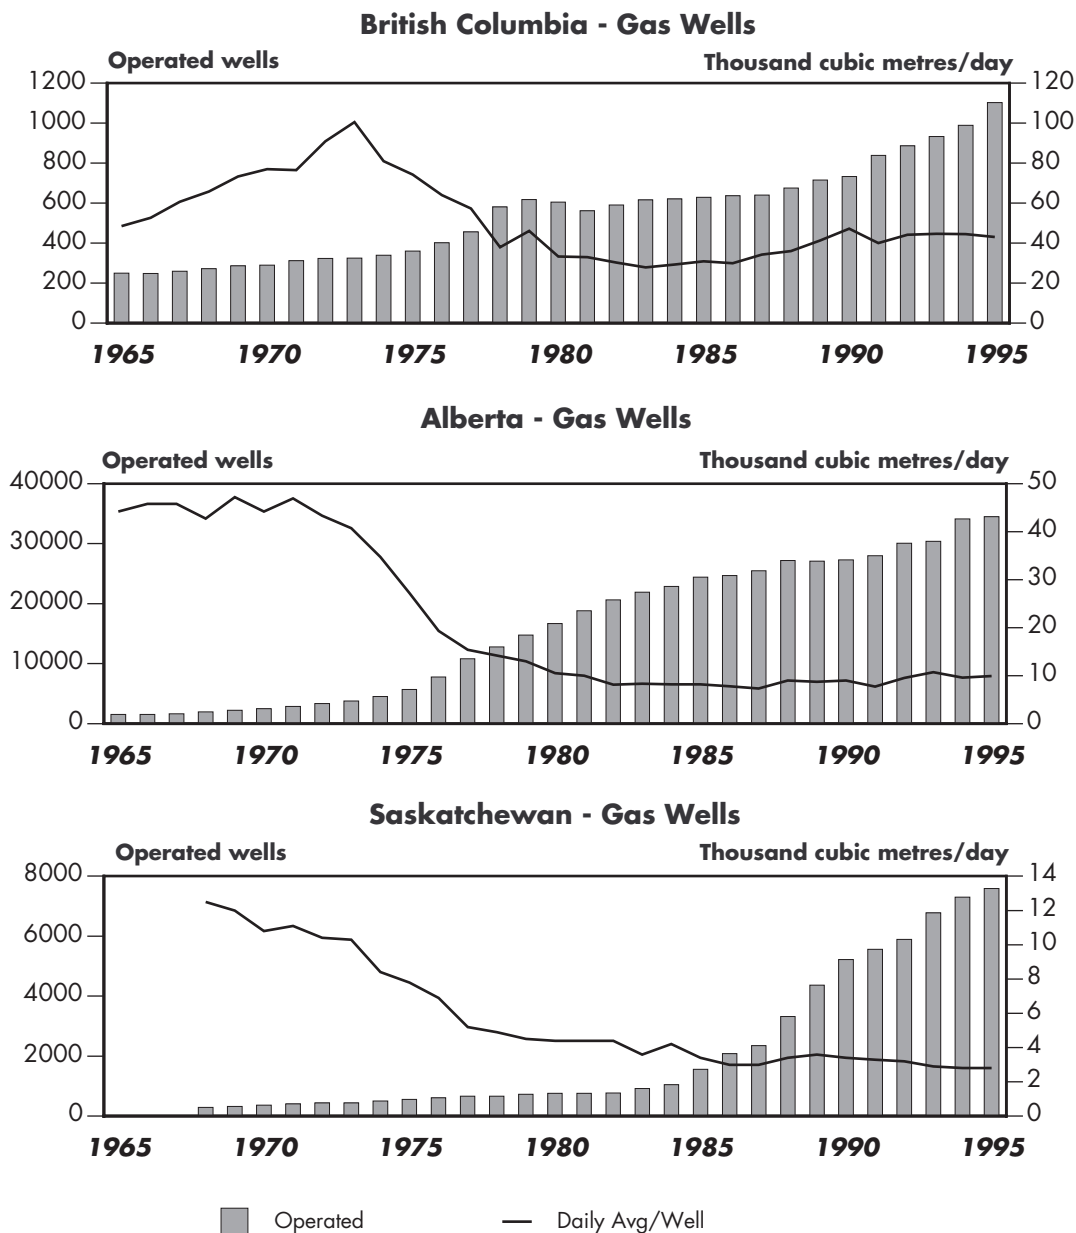 British Columbia - Gas Wells
Operated wells Thousand cubic metres/day
1200 120
1000 100
800 80
600 60
400 40
200 20
0 0
1965 1970 1975 1980 1985 1990 1995
Alberta - Gas Wells
Operated wells Thousand cubic metres/day
40000 50
30000 40
20000 30
10000 20
0 10
0
1965 1970 1975 1980 1985 1990 1995
Saskatchewan - Gas Wells
Operated wells Thousand cubic metres/day
8000 14
6000 12
4000 10
2000 8
0 6
4
2
0
1965 1970 1975 1980 1985 1990 1995
Operated Daily Avg/Well